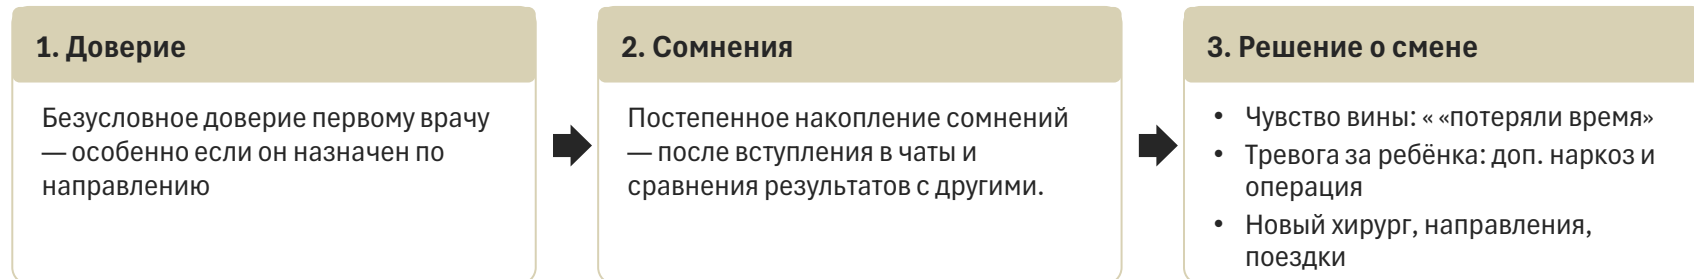 1. Доверие
Безусловное доверие первому врачу
— особенно если он назначен по
направлению
2. Сомнения
Постепенное накопление сомнений
— после вступления в чаты и
сравнения результатов с другими.
3. Решение о смене
• Чувство вины: « «потеряли время»
• Тревога за ребёнка: доп. наркоз и
операция
• Новый хирург, направления,
поездки